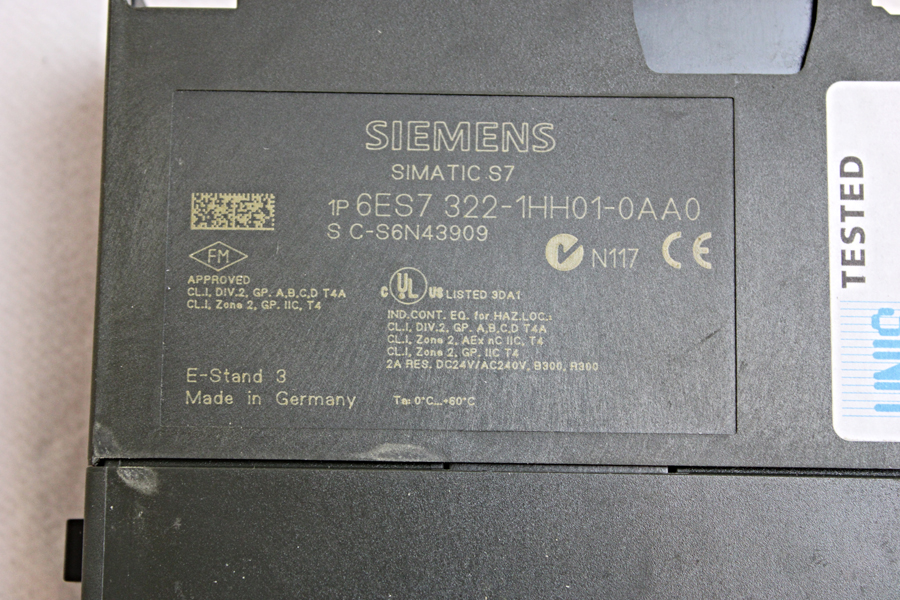 SIEMENS
SIMATIC S7
1P 6ES7 322-1HH01-0AA0
S C-S6N43909
N117 CE
FM
APPROVED
CL.I, DIV.2, GP. A,B,C,D T4A
CL.I, Zone 2, GP. IIC, T4
c UL US LISTED 3DA1
IND.CONT. EQ. for HAZ.LOC.:
CL.I, DIV.2, GP. A,B,C,D T4A
CL.I, Zone 2, AEx nC IIC, T4
CL.I, Zone 2, GP. IIC T4
2A RES. DC24V/AC240V, B300, R300
E-Stand 3
Made in Germany
Ta: 0°C...+60°C
TESTED